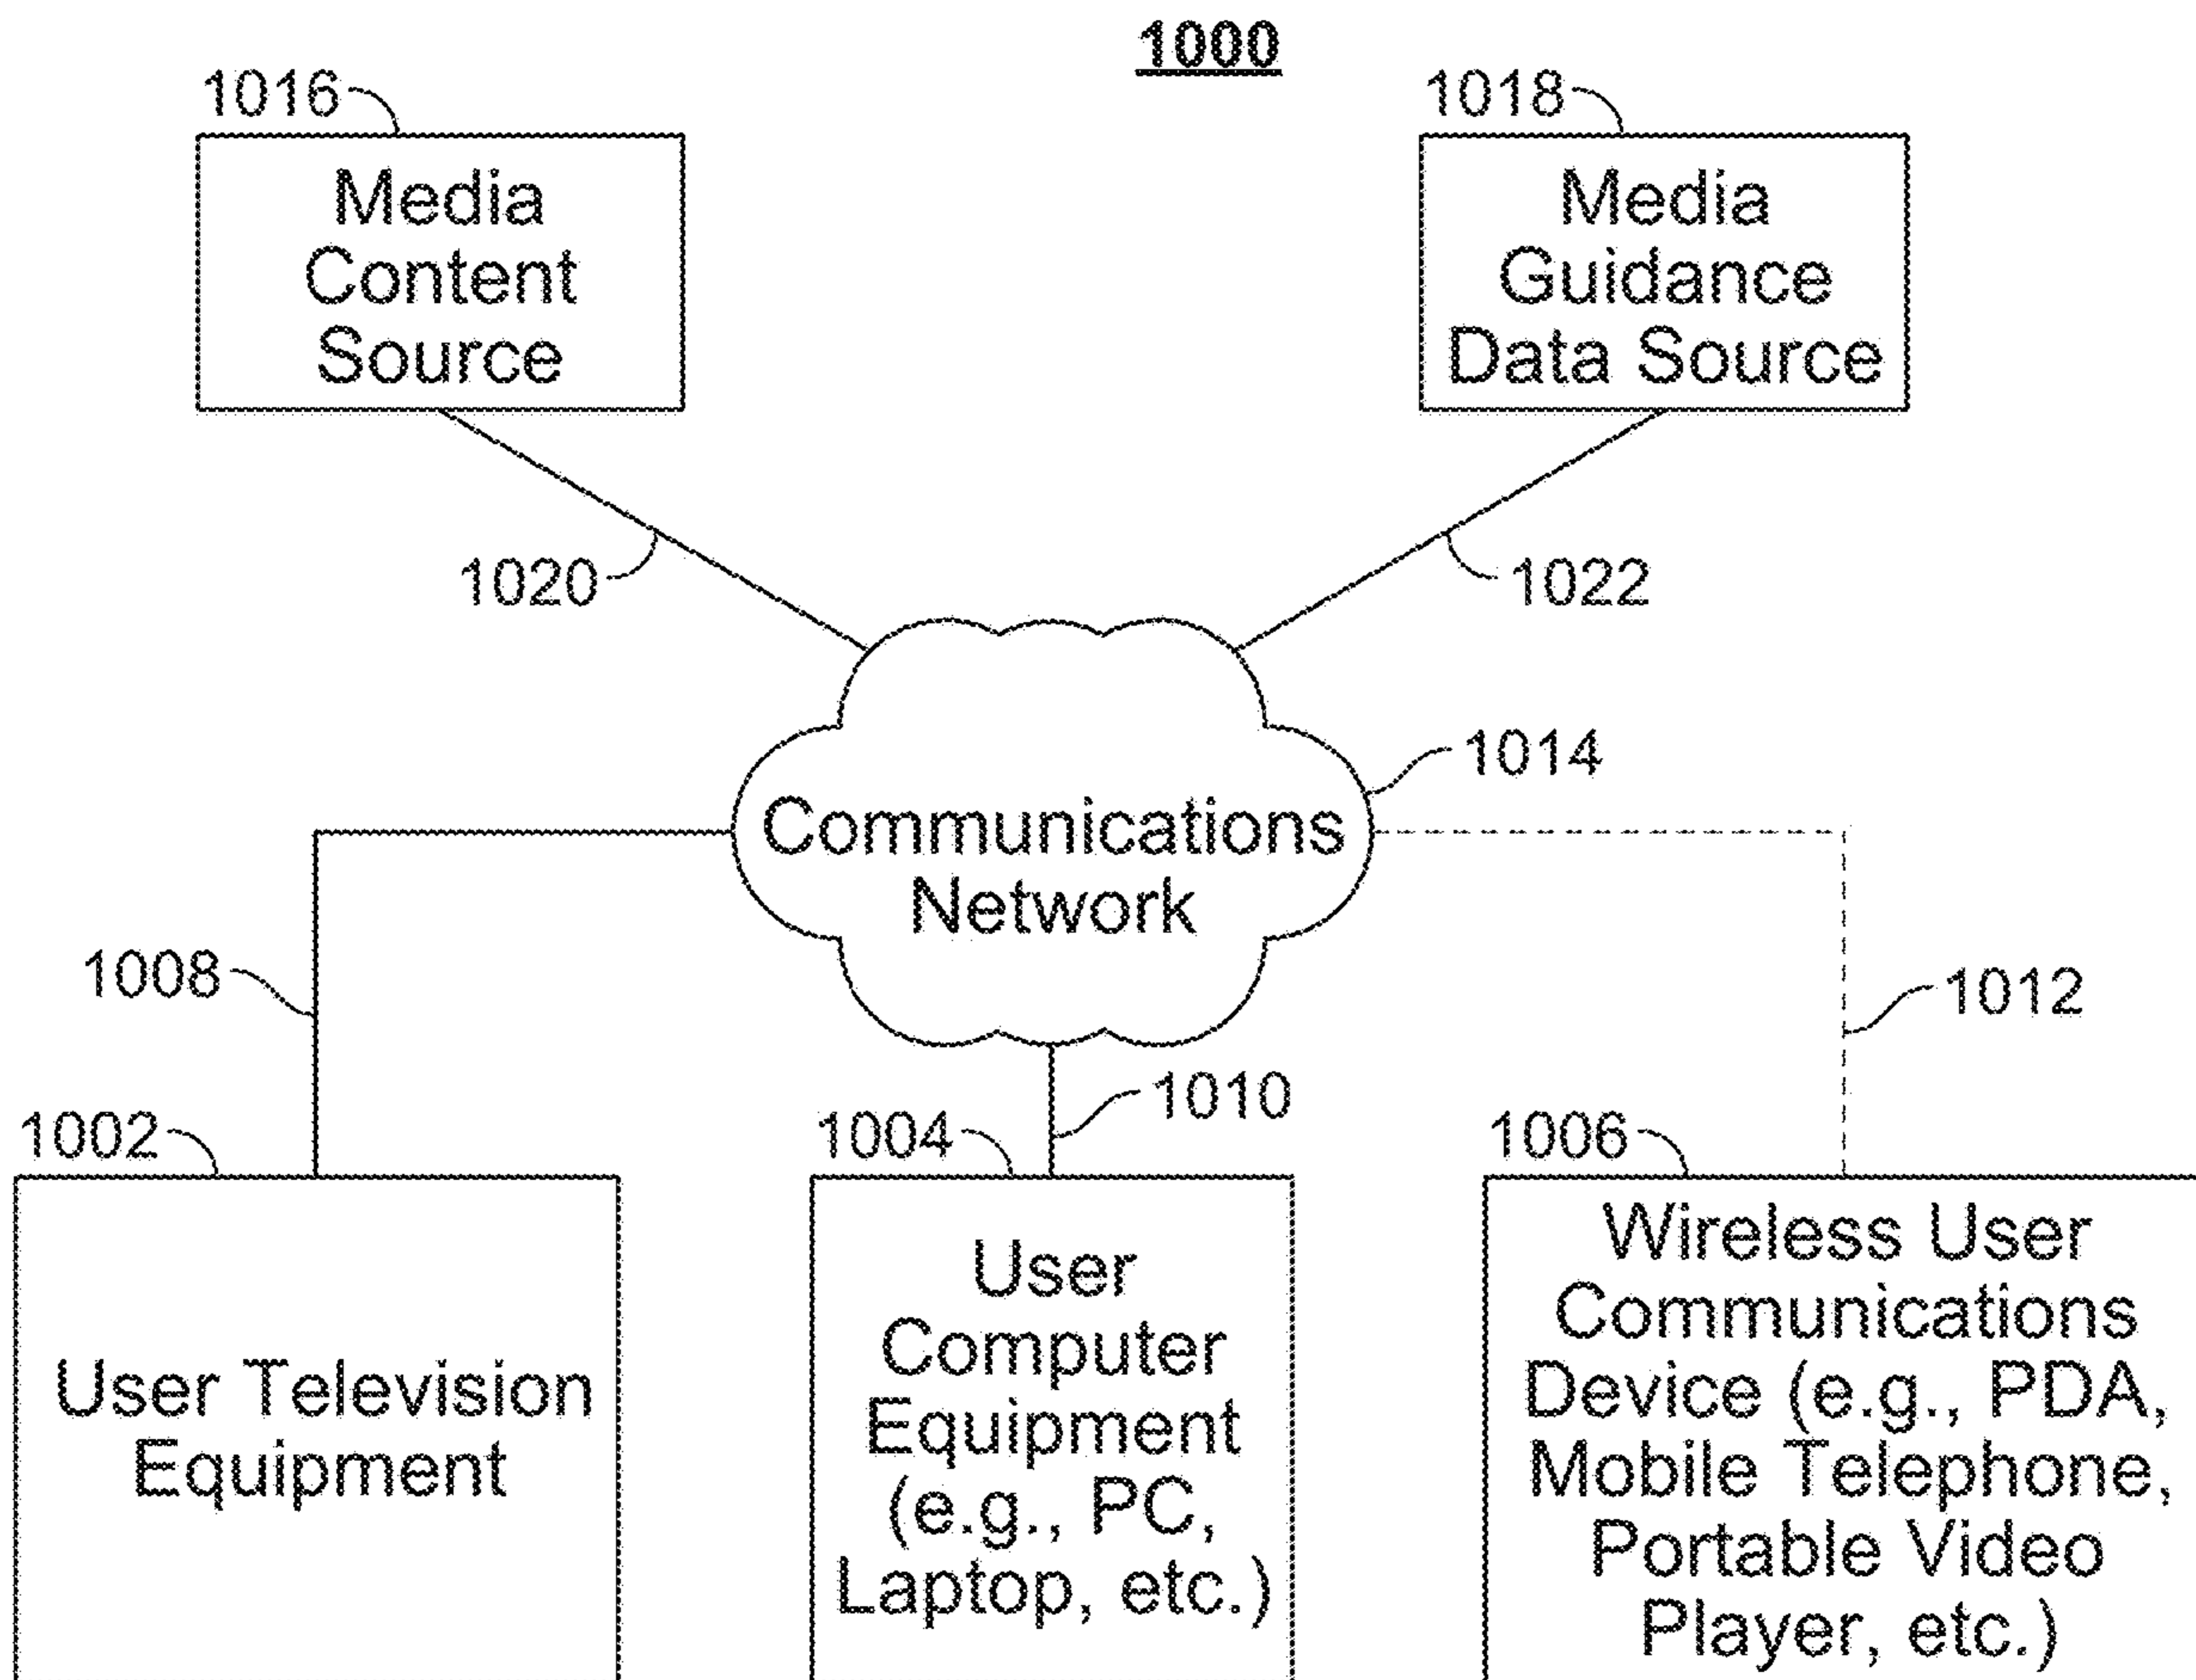 1000
1016
1018
Media
Content
Source
Media
Guidance
Data Source
1020
1022
1014
Communications
Network
1008
1012
1010
1002
1004
1006
User Television
Equipment
User
Computer
Equipment
(e.g., PC,
Laptop, etc.)
Wireless User
Communications
Device (e.g., PDA,
Mobile Telephone,
Portable Video
Player, etc.)